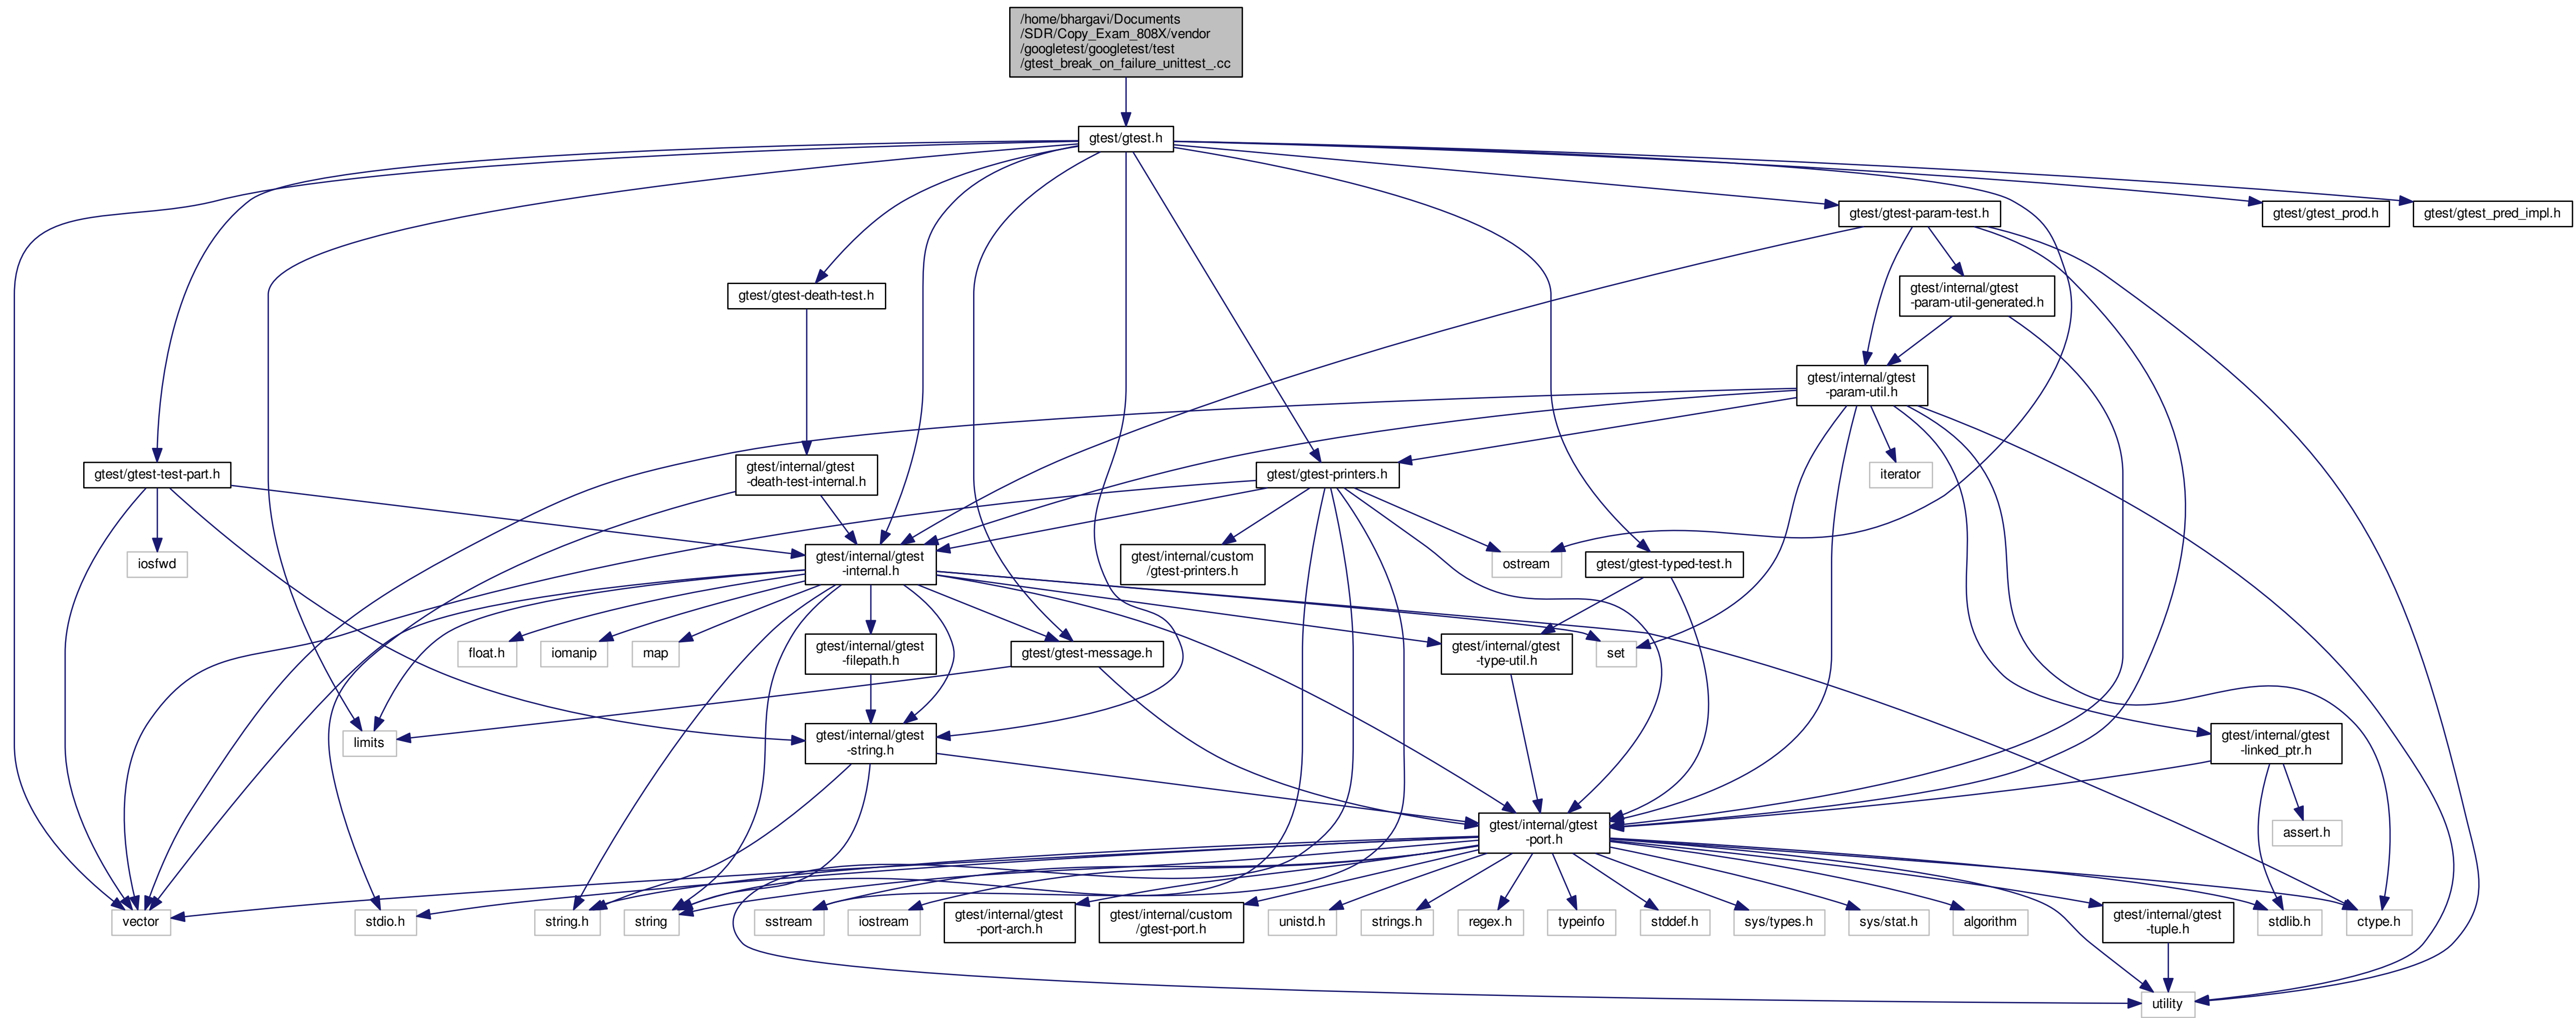 /home/bhargavi/Documents
/SDR/Copy_Exam_808X/vendor
/googletest/googletest/test
/gtest_break_on_failure_unittest_.cc
gtest/gtest.h
gtest/gtest-param-test.h
gtest/gtest_prod.h
gtest/gtest_pred_impl.h
gtest/gtest-death-test.h
gtest/internal/gtest
-param-util-generated.h
gtest/internal/gtest
-param-util.h
gtest/gtest-test-part.h
gtest/internal/gtest
-death-test-internal.h
gtest/gtest-printers.h
iterator
iosfwd
gtest/internal/gtest
-internal.h
gtest/internal/custom
/gtest-printers.h
ostream
gtest/gtest-typed-test.h
float.h
iomanip
map
gtest/internal/gtest
-filepath.h
gtest/gtest-message.h
gtest/internal/gtest
-type-util.h
set
limits
gtest/internal/gtest
-string.h
gtest/internal/gtest
-linked_ptr.h
gtest/internal/gtest
-port.h
assert.h
vector
stdio.h
string.h
string
sstream
iostream
gtest/internal/gtest
-port-arch.h
gtest/internal/custom
/gtest-port.h
unistd.h
strings.h
regex.h
typeinfo
stddef.h
sys/types.h
sys/stat.h
algorithm
gtest/internal/gtest
-tuple.h
stdlib.h
ctype.h
utility